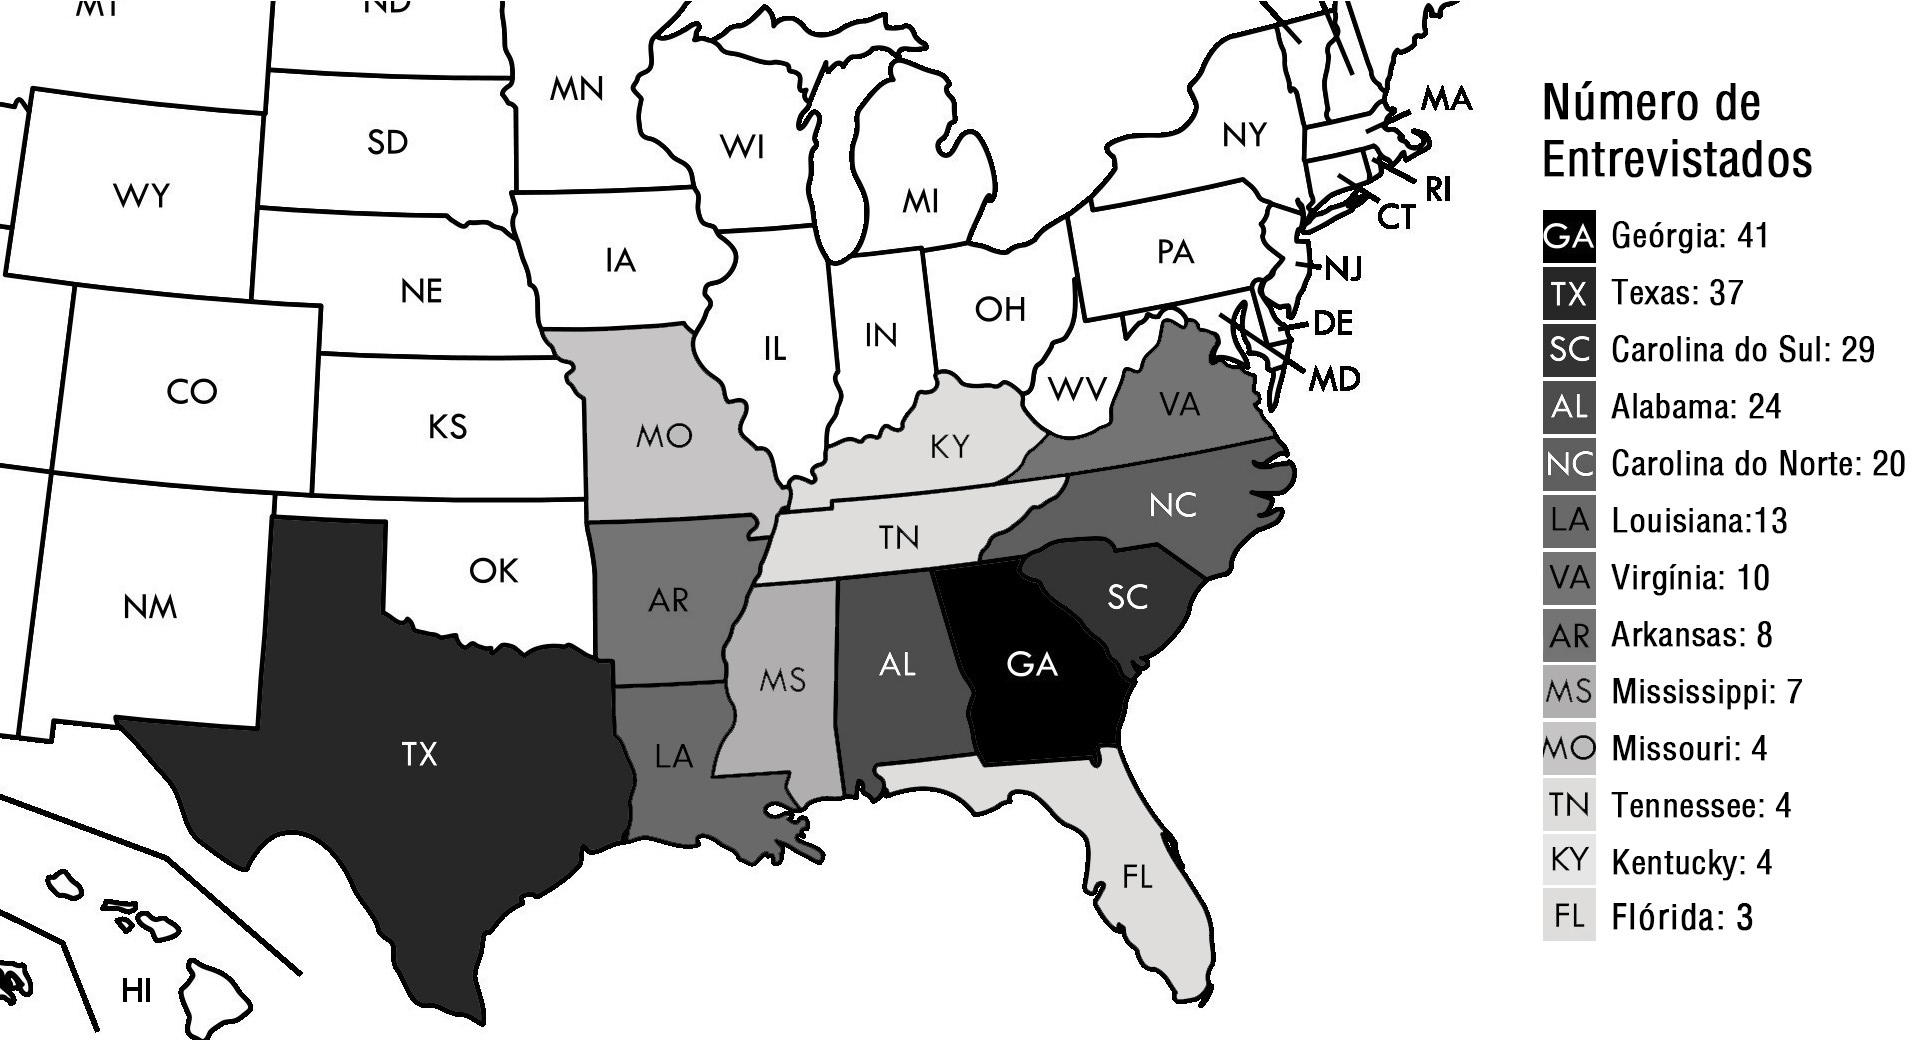 MT
ND
MN
SD
WI
WY
MI
NY
MA
RI
CT
IA
PA
NJ
NE
OH
IN
IL
DE
CO
WV
MD
KS
MO
KY
VA
NC
TN
OK
AR
NM
SC
MS
AL
GA
TX
LA
FL
HI
Número de
Entrevistados
GA Geórgia: 41
TX Texas: 37
SC Carolina do Sul: 29
AL Alabama: 24
NC Carolina do Norte: 20
LA Louisiana:13
VA Virgínia: 10
AR Arkansas: 8
MS Mississippi: 7
MO Missouri: 4
TN Tennessee: 4
KY Kentucky: 4
FL Flórida: 3